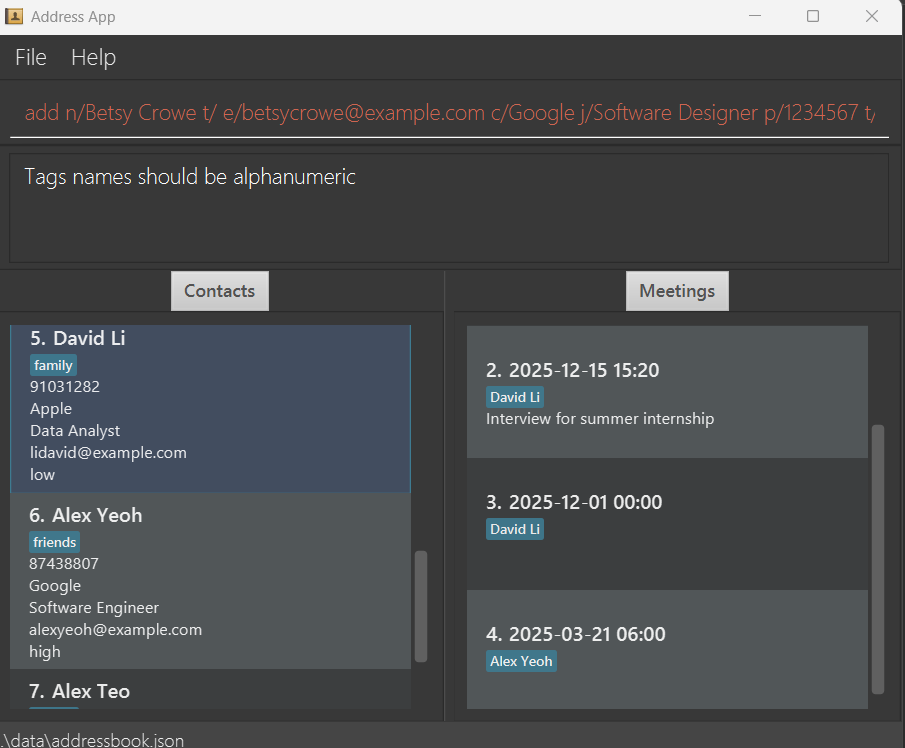 Address App
File Help
add n/Betsy Crowe t/ e/betsycrowe@example.com c/Google j/Software Designer p/1234567 t/
Tags names should be alphanumeric
Contacts
5. David Li
family
91031282
Apple
Data Analyst
lidavid@example.com
low
6. Alex Yeoh
friends
87438807
Google
Software Engineer
alexyeoh@example.com
high
7. Alex Teo
Meetings
2. 2025-12-15 15:20
David Li
Interview for summer internship
3. 2025-12-01 00:00
David Li
4. 2025-03-21 06:00
Alex Yeoh
.\data\addressbook.json